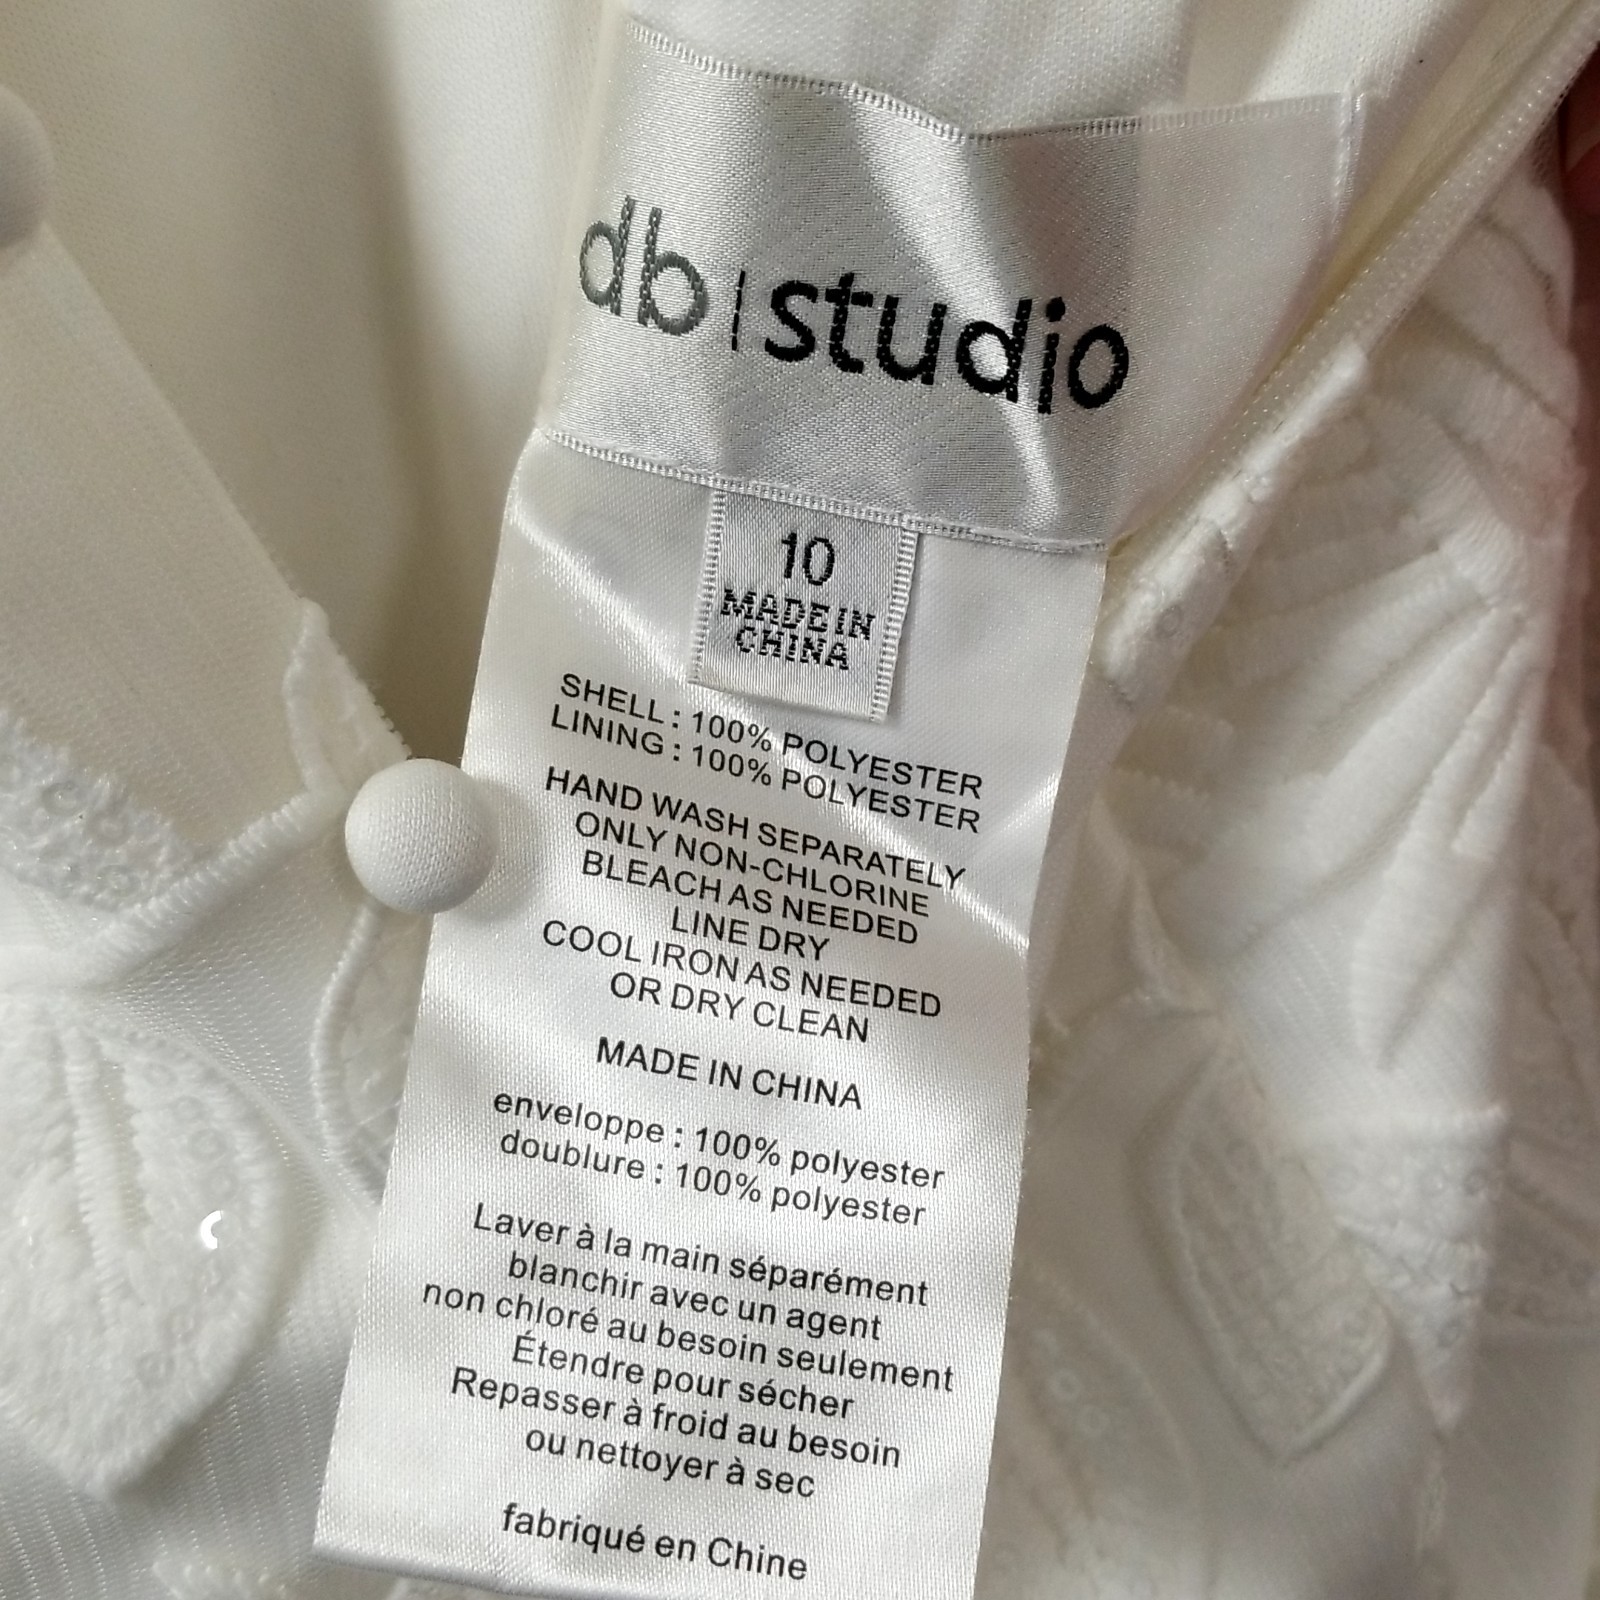 db | studio
10
MADE IN
CHINA
SHELL : 100% POLYESTER
LINING : 100% POLYESTER
HAND WASH SEPARATELY
ONLY NON-CHLORINE
BLEACH AS NEEDED
LINE DRY
COOL IRON AS NEEDED
OR DRY CLEAN
MADE IN CHINA
enveloppe : 100% polyester
doublure : 100% polyester
Laver à la main séparément
blanchir avec un agent
non chloré au besoin seulement
Étendre pour sécher
Repasser à froid au besoin
ou nettoyer à sec
fabriqué en Chine